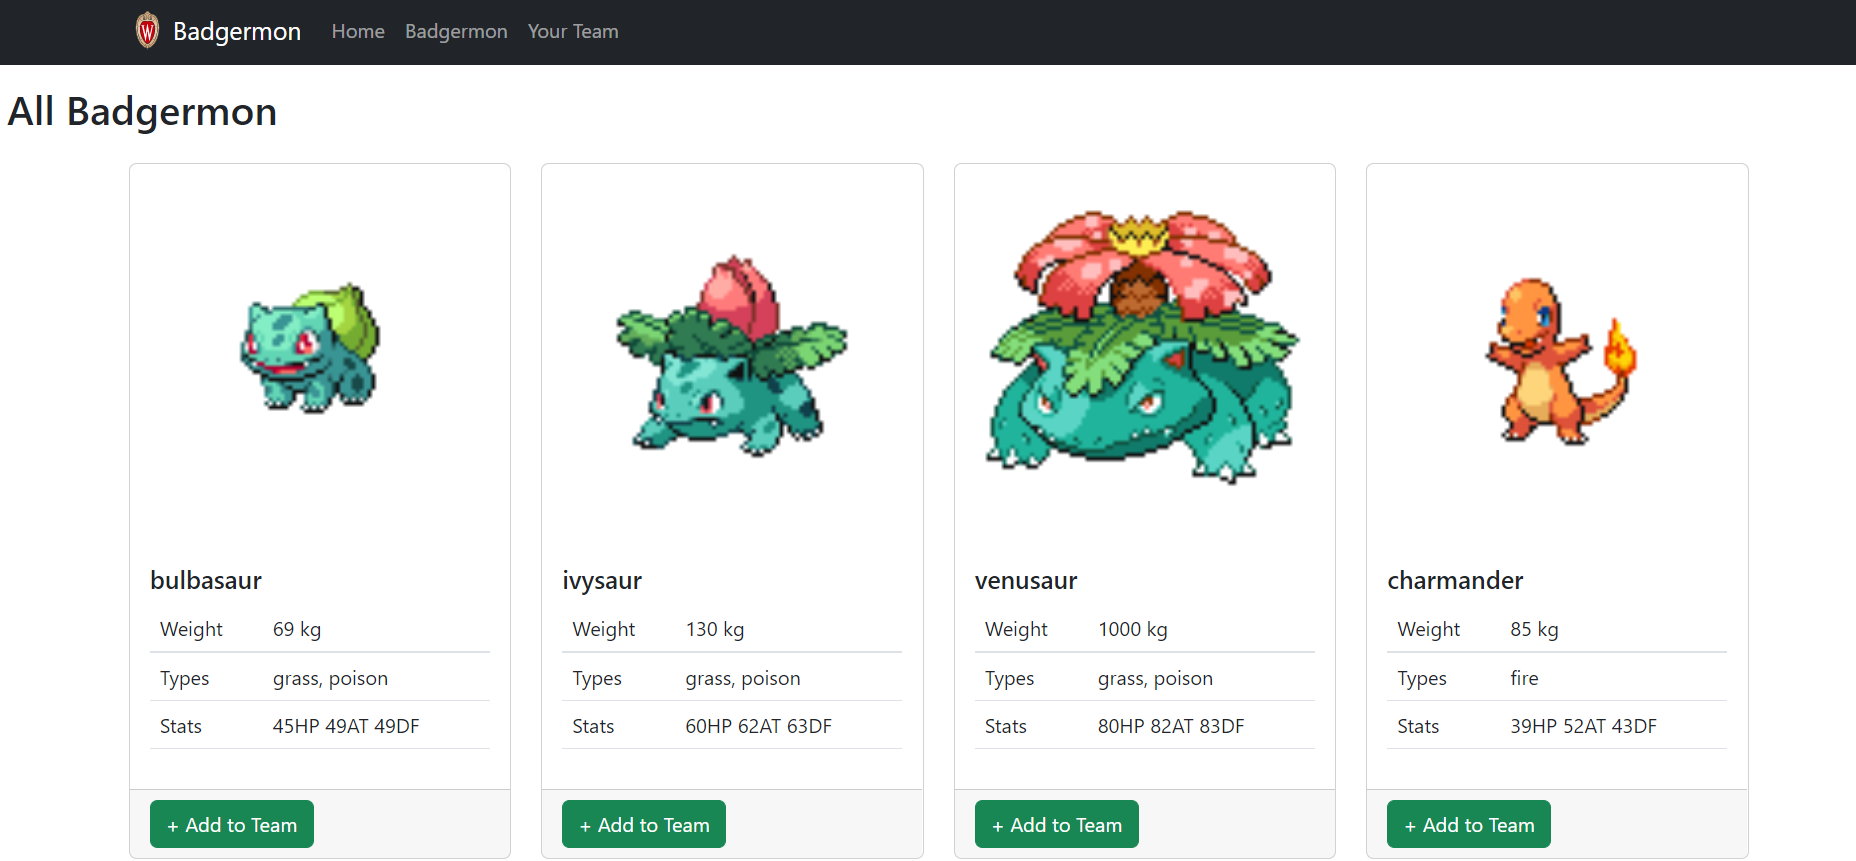 W
Badgermon Home Badgermon Your Team
All Badgermon
bulbasaur
Weight 69 kg
Types grass, poison
Stats 45HP 49AT 49DF
+ Add to Team
ivysaur
Weight 130 kg
Types grass, poison
Stats 60HP 62AT 63DF
+ Add to Team
venusaur
Weight 1000 kg
Types grass, poison
Stats 80HP 82AT 83DF
+ Add to Team
charmander
Weight 85 kg
Types fire
Stats 39HP 52AT 43DF
+ Add to Team